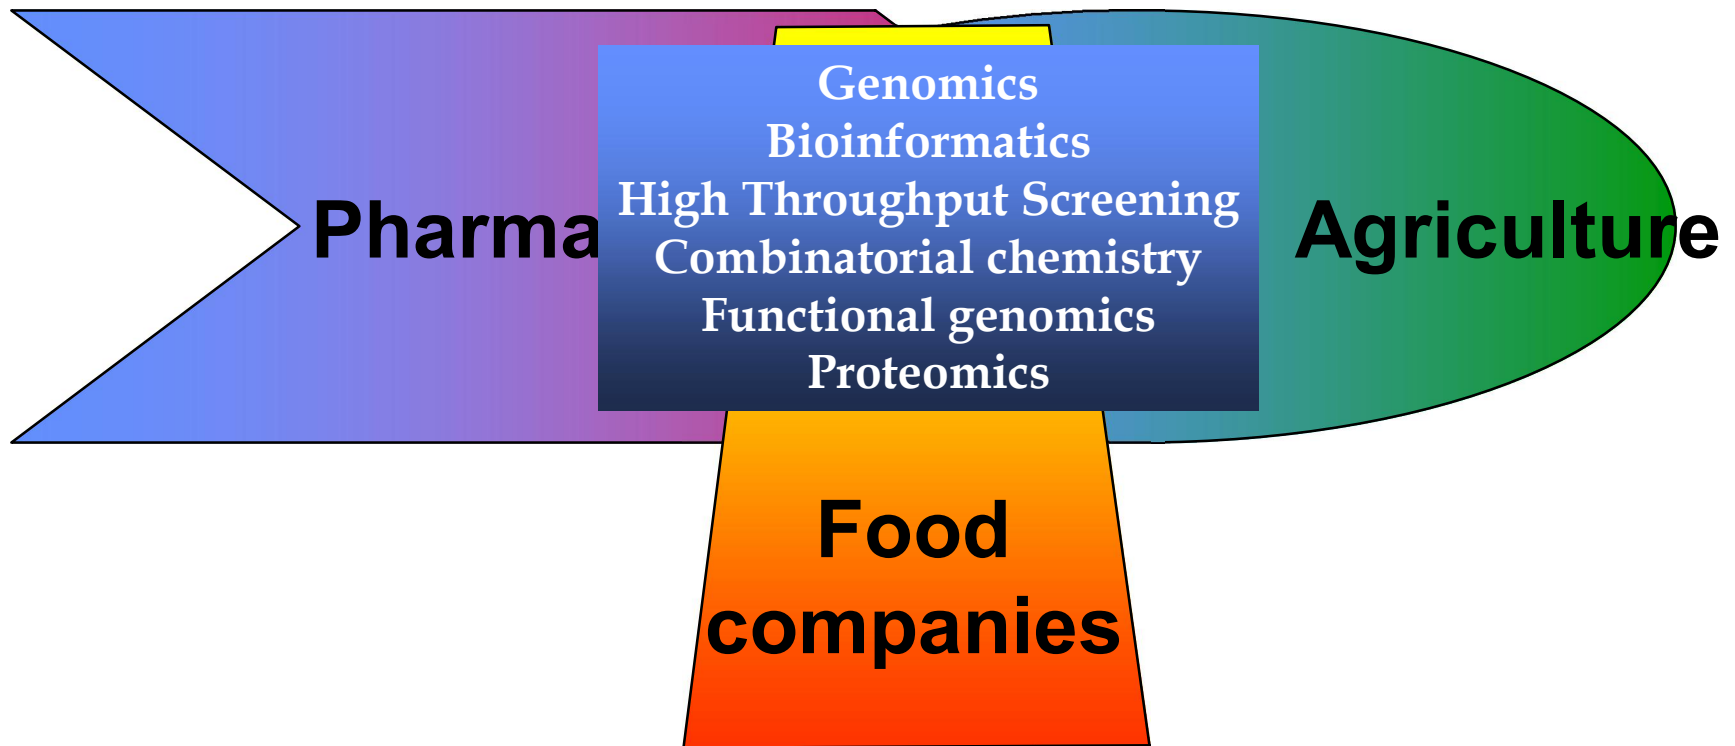 Genomics
Bioinformatics
High Throughput Screening
Combinatorial chemistry
Functional genomics
Proteomics
Pharma
Agriculture
Food
companies